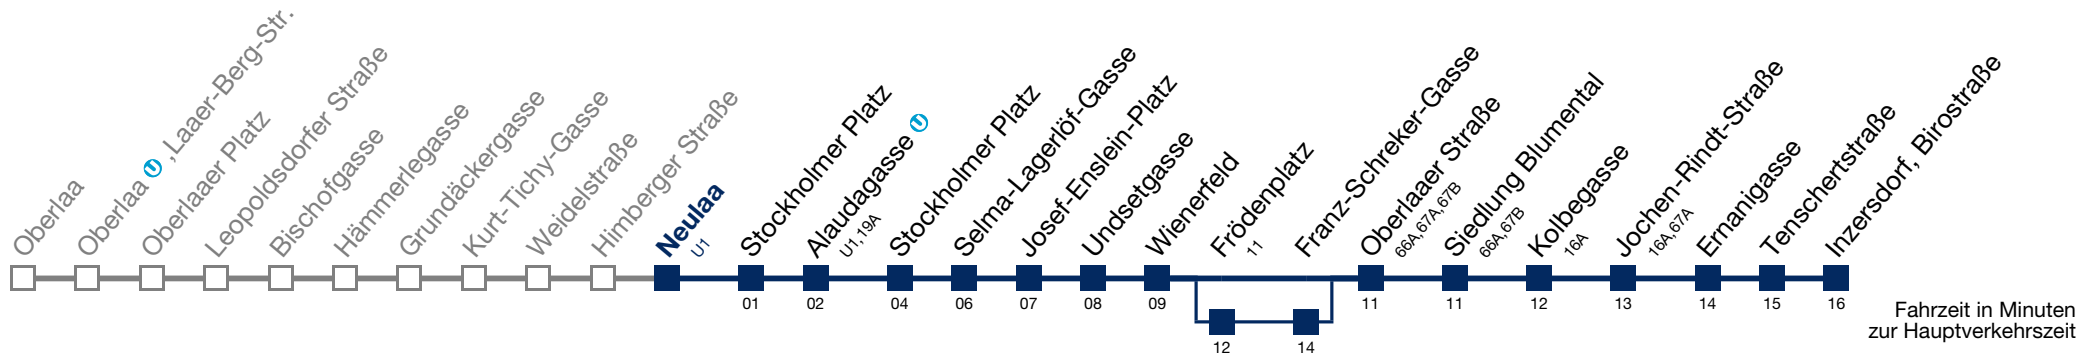 Oberlaa
Oberlaa U, Laaer-Berg-Str.
Oberlaaer Platz
Leopoldsdorfer Straße
Bischofgasse
Hämmerlegasse
Grundäckergasse
Kurt-Tichy-Gasse
Weidelstraße
Himberger Straße
Neulaa
U1
Stockholmer Platz
01
Alaudagasse U
U1, 19A
02
Stockholmer Platz
04
Selma-Lagerlöf-Gasse
06
Josef-Enslein-Platz
07
Undsetgasse
08
Wienerfeld
09
Frödenplatz
11
12
Franz-Schreker-Gasse
14
Oberlaaer Straße
66A,67A,67B
11
Siedlung Blumental
66A,67B
11
Kolbegasse
16A
12
Jochen-Rindt-Straße
16A,67A
13
Ernanigasse
14
Tenschertstraße
15
Inzersdorf, Birostraße
16
Fahrzeit in Minuten
zur Hauptverkehrszeit